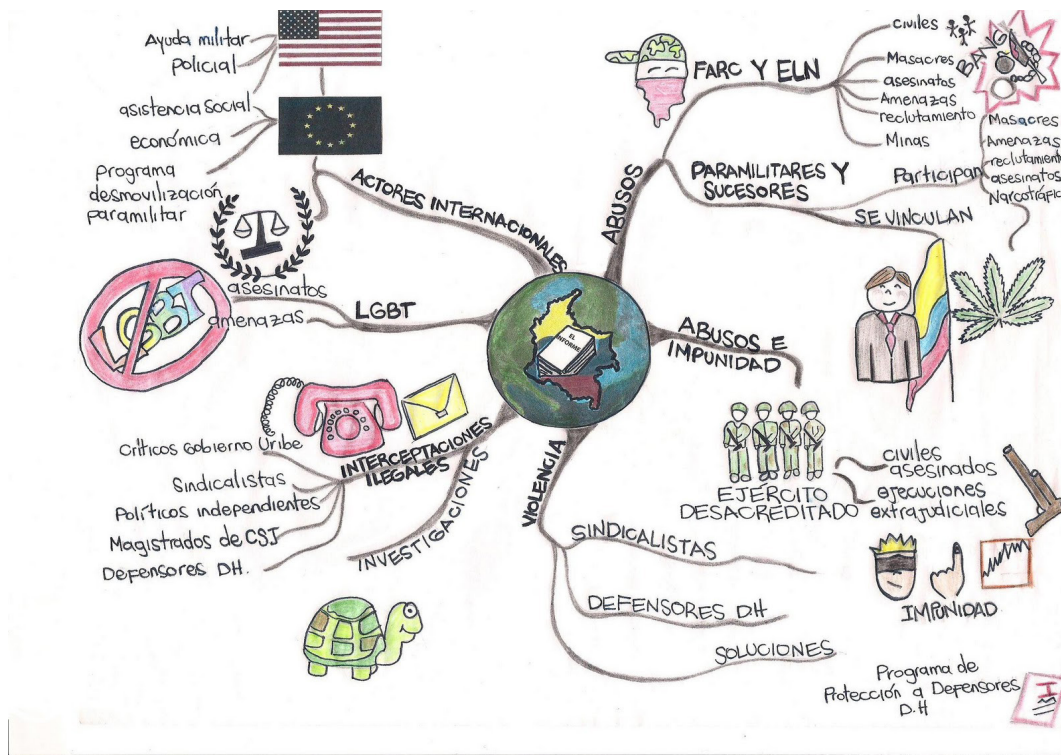 Ayuda militar
policial
asistencia social
económica
programa
desmovilización
paramilitar
ACTORES INTERNACIONALES
LGBT
asesinatos
amenazas
LGBT
INTERCEPTACIONES
ILEGALES
Críticos Gobierno Uribe
Sindicalistas
Políticos independientes
Magistrados de CSJ
Defensores DH.
INVESTIGACIONES
EL
INFORME
ABUSOS
FARC Y ELN
civiles
Masacres
asesinatos
Amenazas
reclutamiento
Minas
BANG
PARAMILITARES Y
SUCESORES
Participan
Masacres
Amenazas
reclutamiento
asesinatos
Narcotráfic
SE VINCULAN
ABUSOS E
IMPUNIDAD
EJÉRCITO
DESACREDITADO
civiles
asesinados
ejecuciones
extrajudiciales
VIOLENCIA
SINDICALISTAS
IMPUNIDAD
DEFENSORES DH
SOLUCIONES
Programa de
Protección a Defensores
D.H